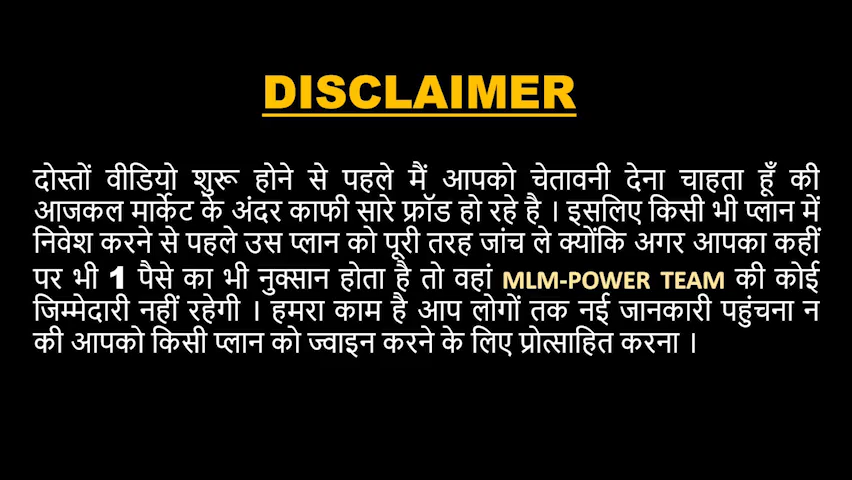 DISCLAIMER
दोस्तों वीडियो शुरू होने से पहले मैं आपको चेतावनी देना चाहता हूँ की
आजकल मार्केट के अंदर काफी सारे फ्रॉड हो रहे है । इसलिए किसी भी प्लान में
निवेश करने से पहले उस प्लान को पूरी तरह जांच ले क्योंकि अगर आपका कहीं
पर भी 1 पैसे का भी नुक्सान होता है तो वहां MLM-POWER TEAM की कोई
जिम्मेदारी नहीं रहेगी । हमरा काम है आप लोगों तक नई जानकारी पहुंचना न
की आपको किसी प्लान को ज्वाइन करने के लिए प्रोत्साहित करना ।